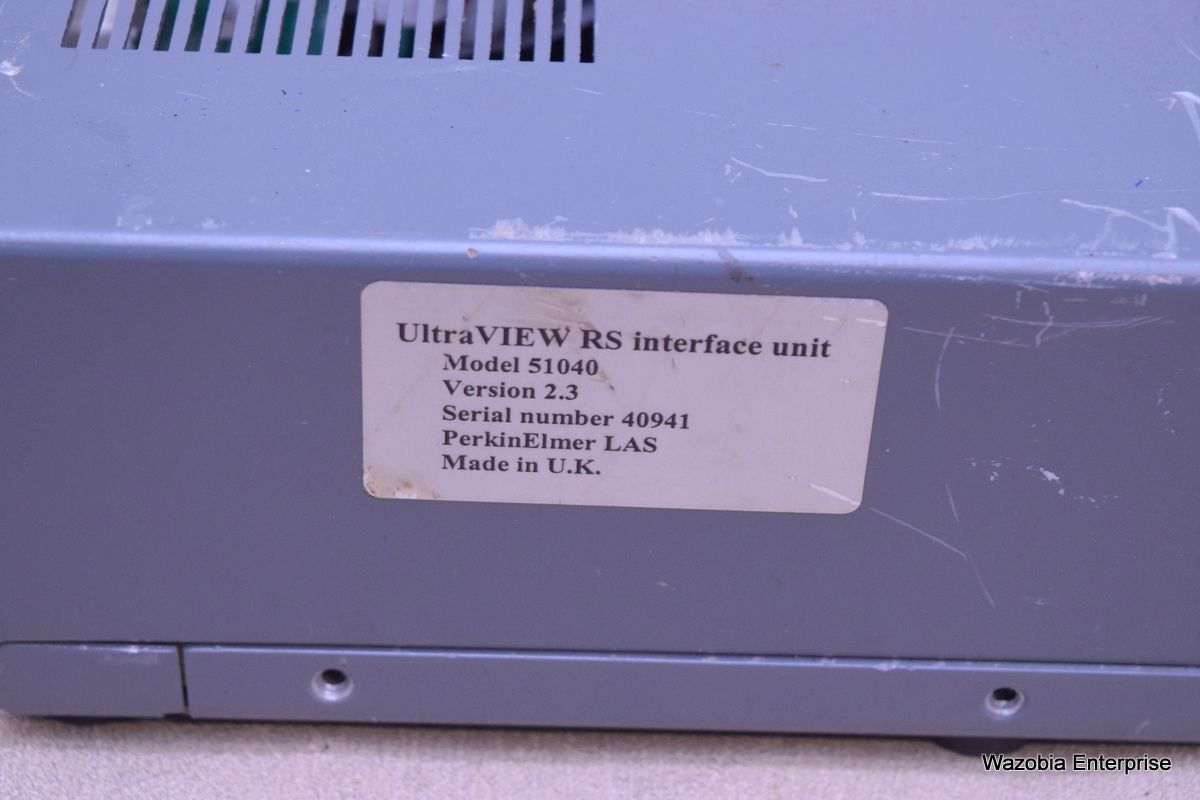 UltraVIEW RS interface unit
Model 51040
Version 2.3
Serial number 40941
PerkinElmer LAS
Made in U.K.
Wazobia Enterprise